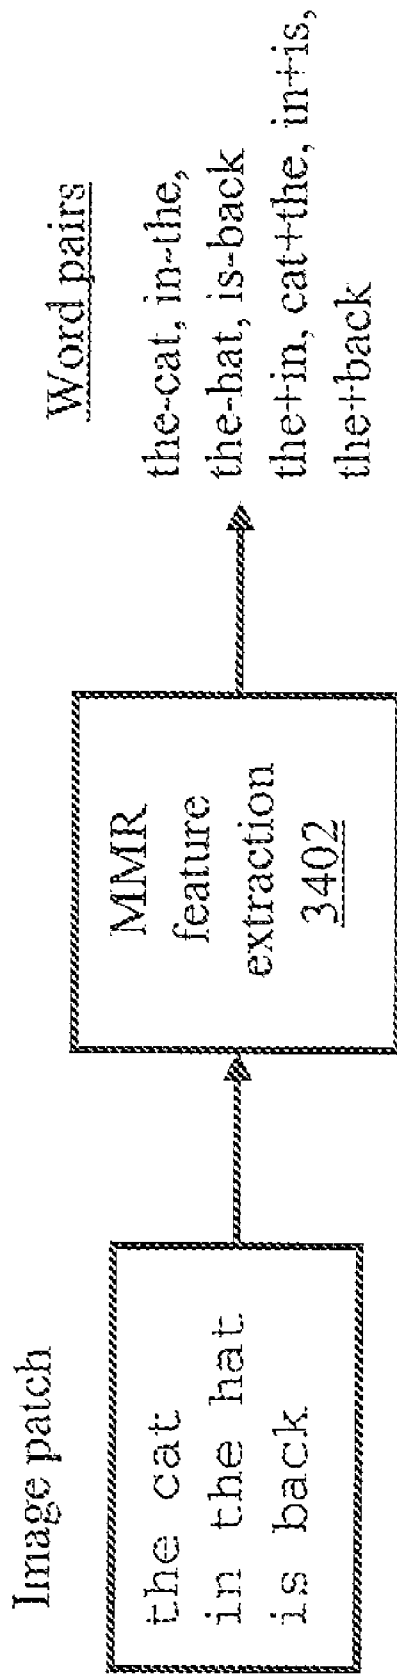 Image patch
the cat
in the hat
is back
MMR
feature
extraction
3402
Word pairs
the-cat, in-the,
the-hat, is-back
the+in, cat+the, in+is,
the+back